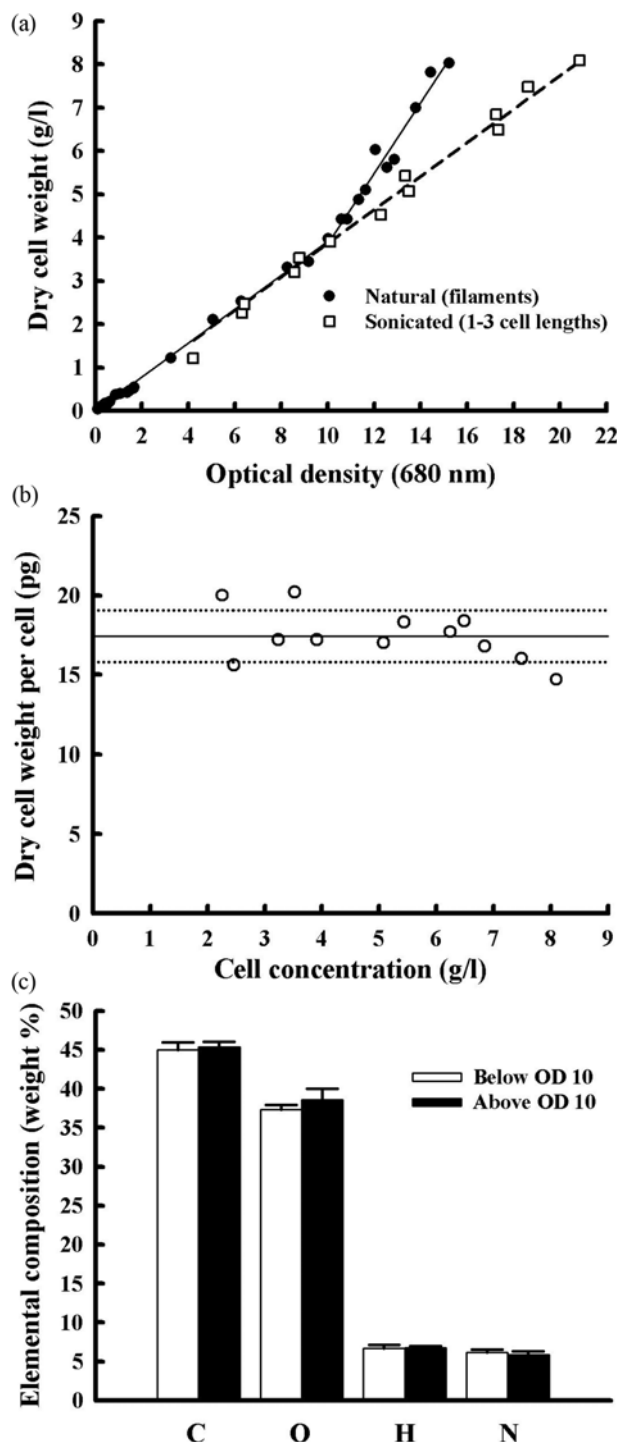 (a)
9
8
7
6
5
4
3
2
1
0
Dry cell weight (g/l)
Natural (filaments)
Sonicated (1-3 cell lengths)
0 2 4 6 8 10 12 14 16 18 20 22
Optical density (680 nm)
(b)
25
20
15
10
5
0
Dry cell weight per cell (pg)
0 1 2 3 4 5 6 7 8 9
Cell concentration (g/l)
(c)
50
45
40
35
30
25
20
15
10
5
0
Elemental composition (weight %)
Below OD 10
Above OD 10
C O H N